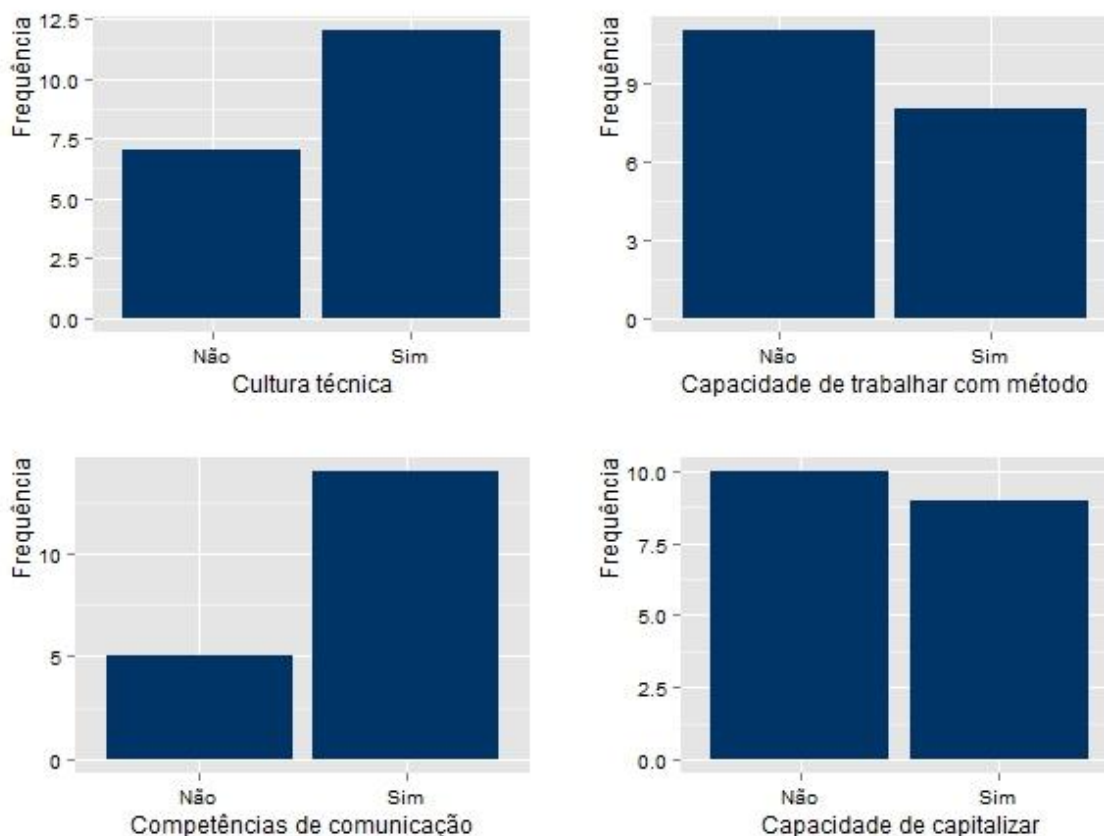 Frequência
12.5
10.0
7.5
5.0
2.5
0.0
Não Sim
Cultura técnica
Frequência
9
6
3
0
Não Sim
Capacidade de trabalhar com método
Frequência
10
5
0
Não Sim
Competências de comunicação
Frequência
10.0
7.5
5.0
2.5
0.0
Não Sim
Capacidade de capitalizar